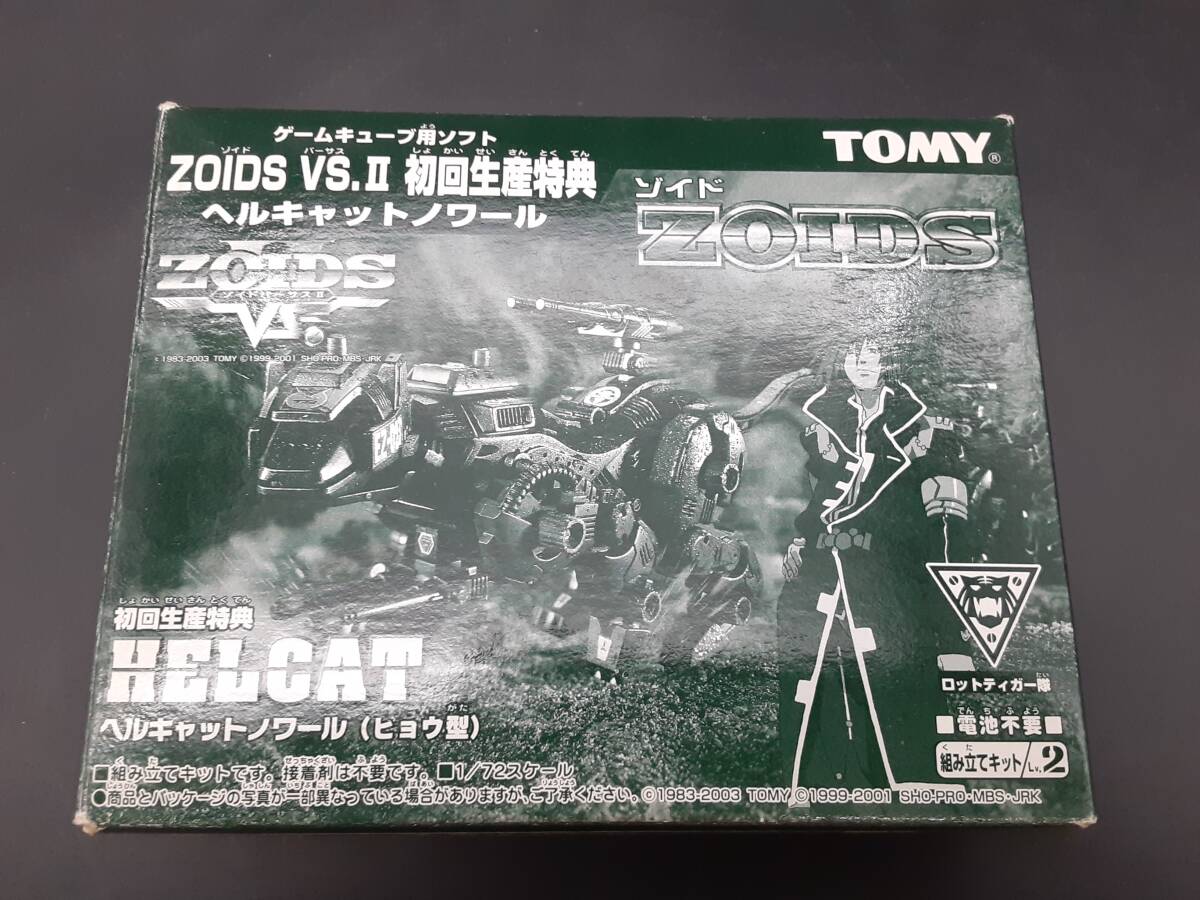 ゲームキューブ用ソフト
ZOIDS VS.II 初回生産特典
ヘルキャットノワール
TOMY®
ゾイド
ZOIDS
ZOIDS
VS.
©1983-2003 TOMY ©1999-2001 SHO-PRO・MBS・JRK
初回生産特典
HELCAT
ヘルキャットノワール(ヒョウ型)
ロットティガー隊
■電池不要■
組み立てキット/Lv.2
■組み立てキットです。接着剤は不要です。■1/72スケール
●商品とパッケージの写真が一部異なっている場合がありますが、ご了承ください。©1983-2003 TOMY ©1999-2001 SHO-PRO・MBS・JRK